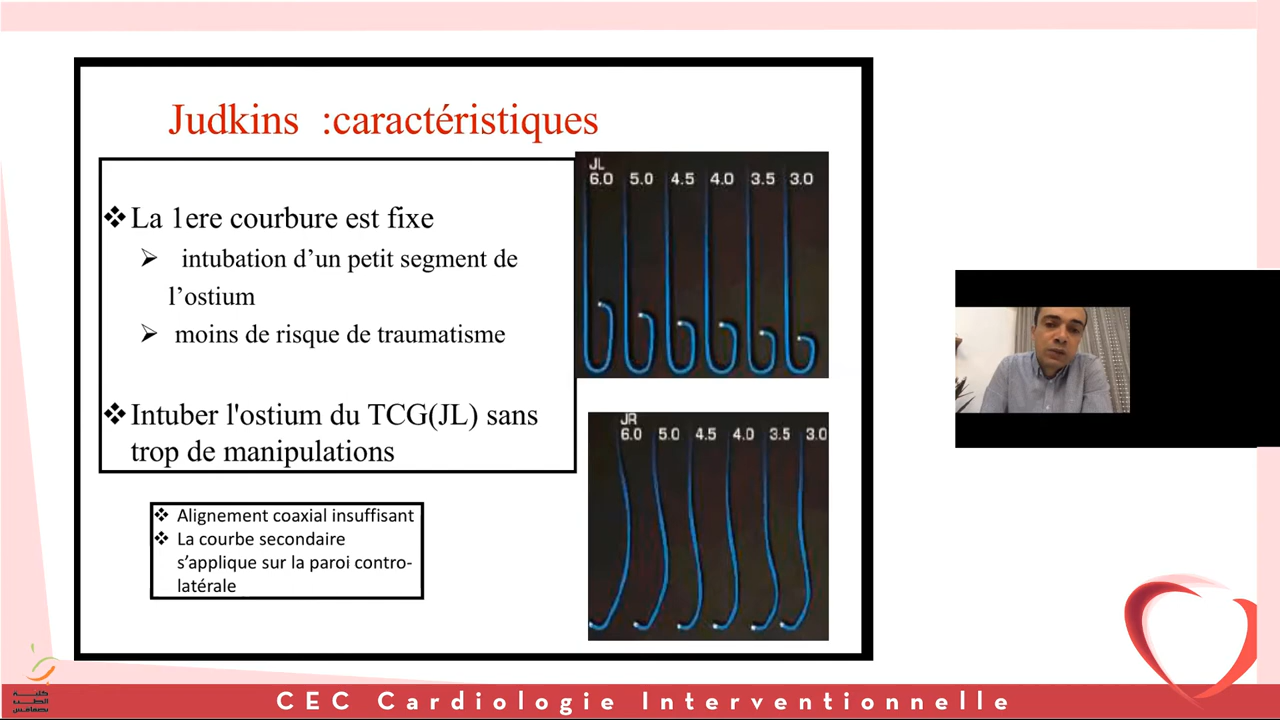 Judkins :caractéristiques
❖La 1ere courbure est fixe
➢ intubation d’un petit segment de
l’ostium
➢ moins de risque de traumatisme
❖Intuber l'ostium du TCG(JL) sans
trop de manipulations
❖ Alignement coaxial insuffisant
❖ La courbe secondaire
s’applique sur la paroi contro-
latérale
JL
6.0 5.0 4.5 4.0 3.5 3.0
JR
6.0 5.0 4.5 4.0 3.5 3.0
كلية
الطب
بصفاقس
CEC Cardiologie Interventionnelle